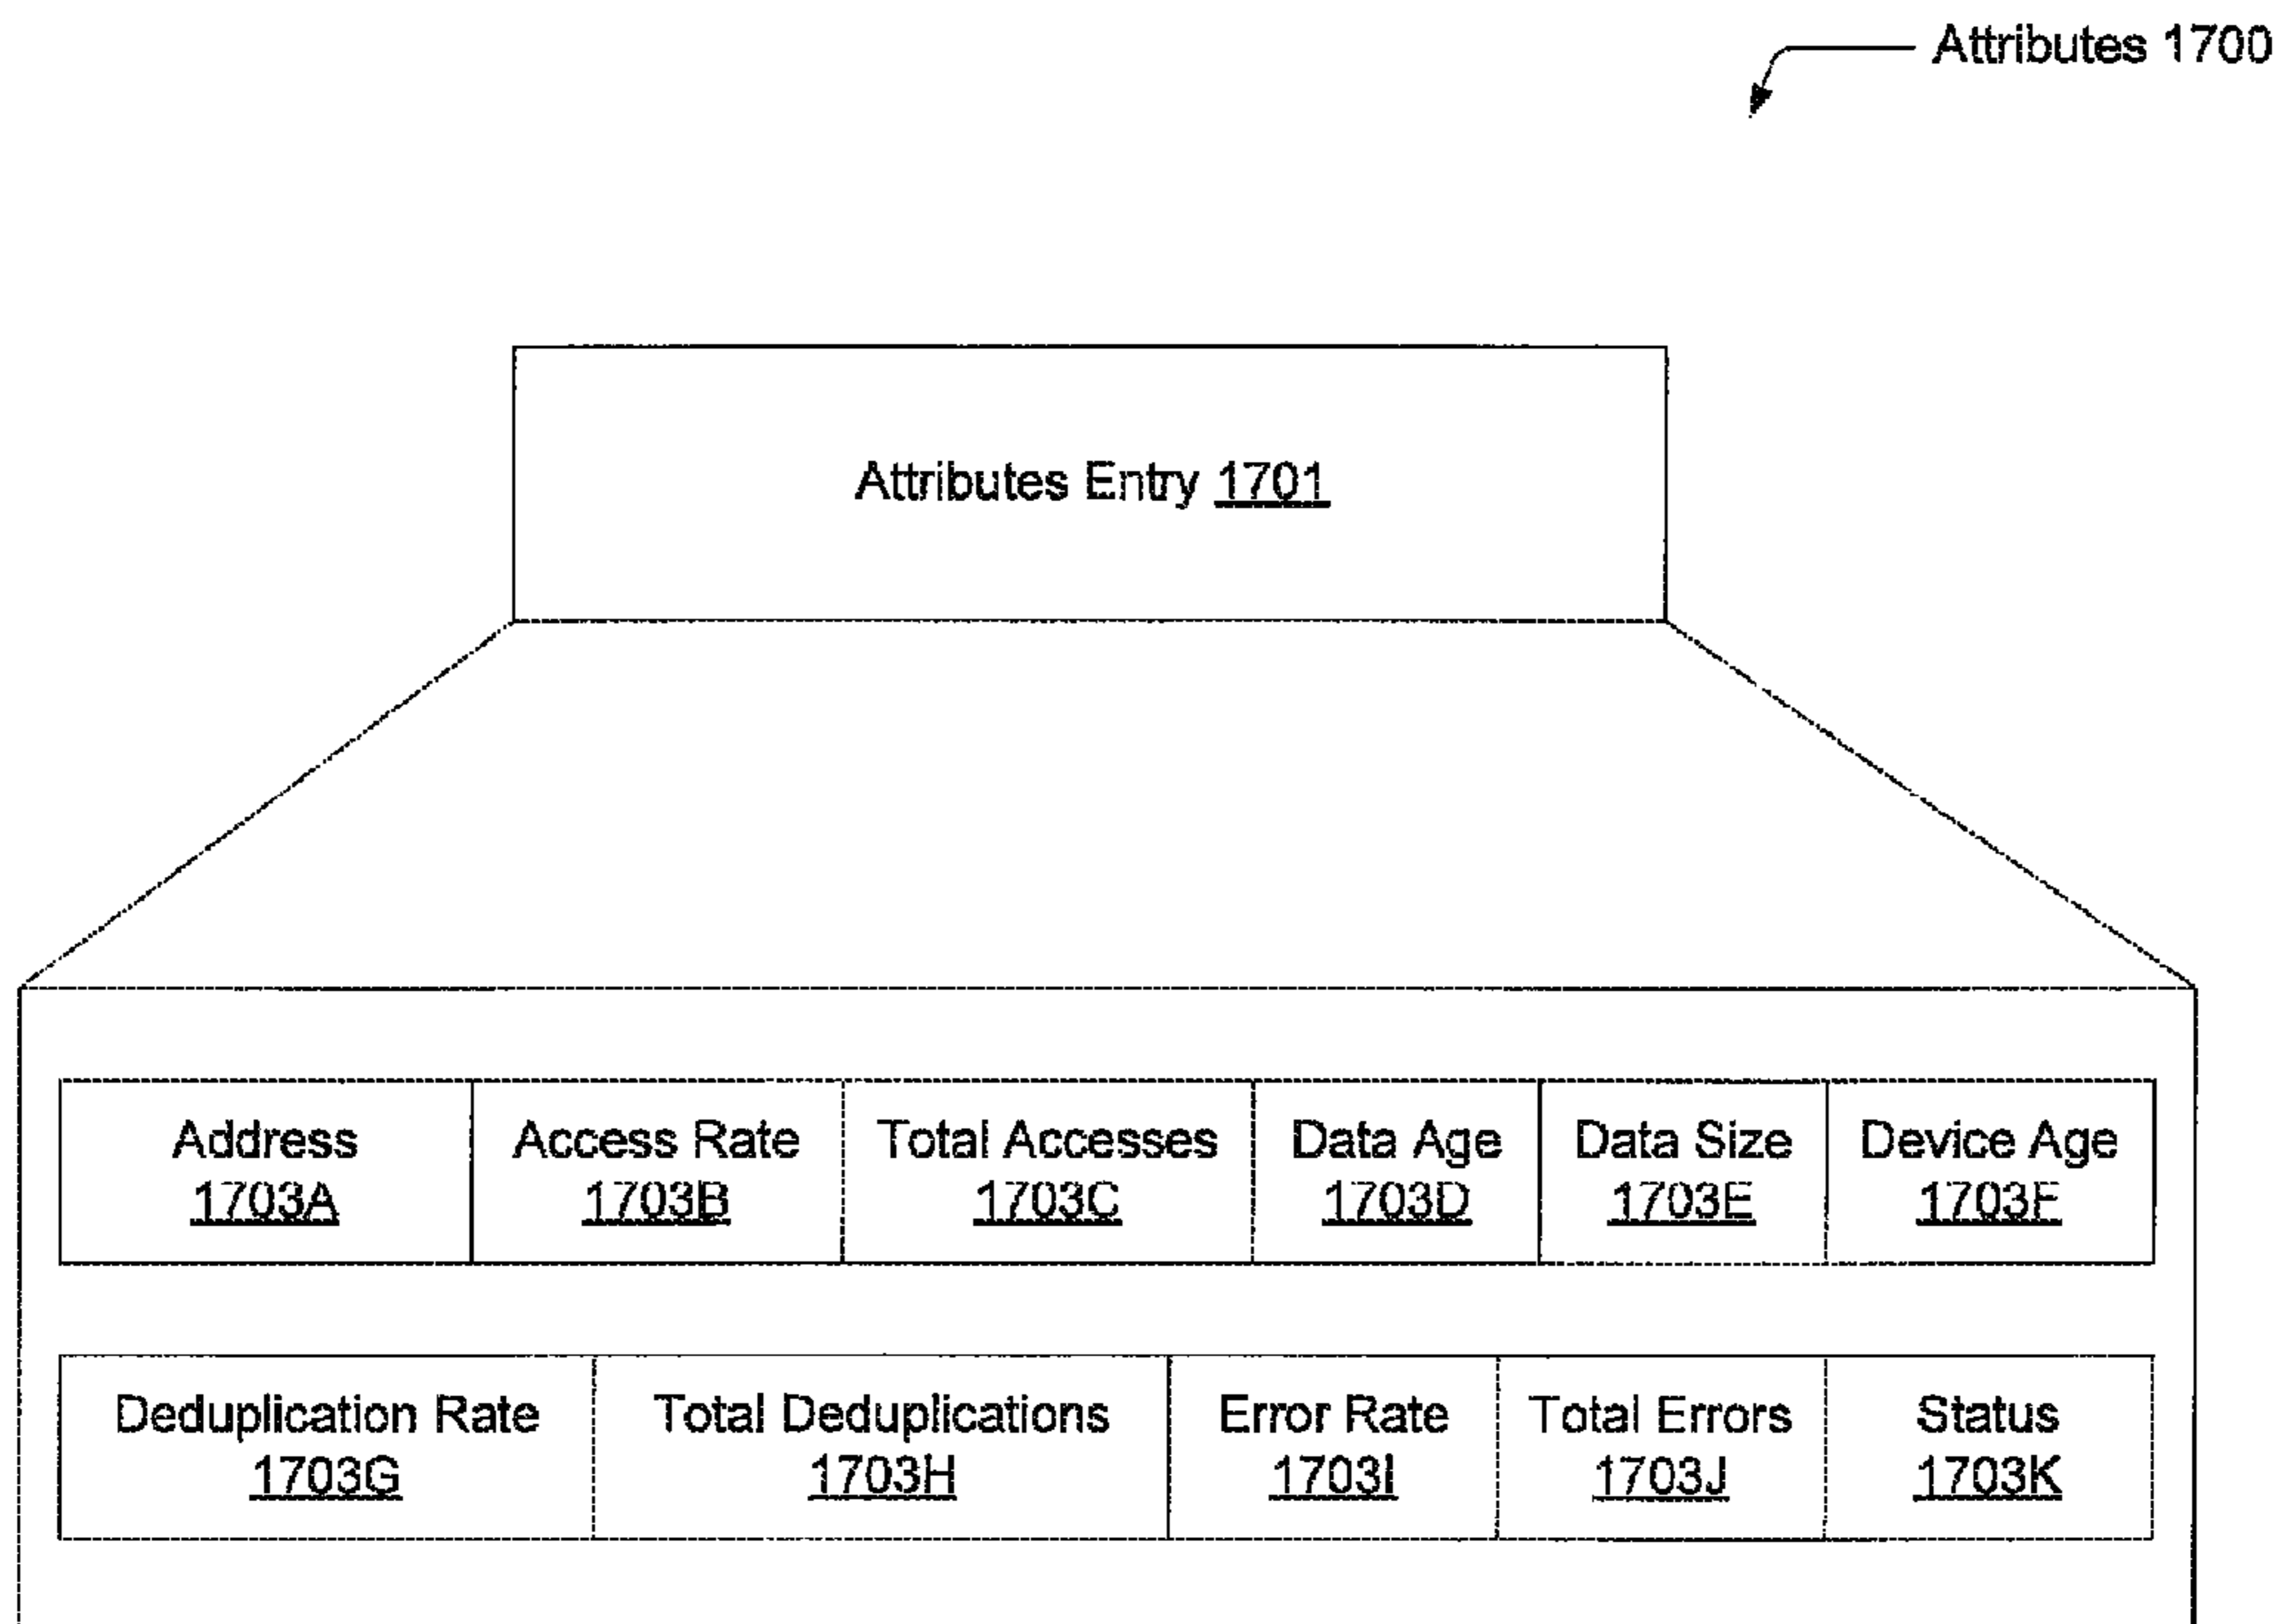 Attributes 1700
Attributes Entry 1701
Address Access Rate Total Accesses Data Age Data Size Device Age
1703A 1703B 1703C 1703D 1703E 1703F
Deduplication Rate Total Deduplications Error Rate Total Errors Status
1703G 1703H 1703I 1703J 1703K